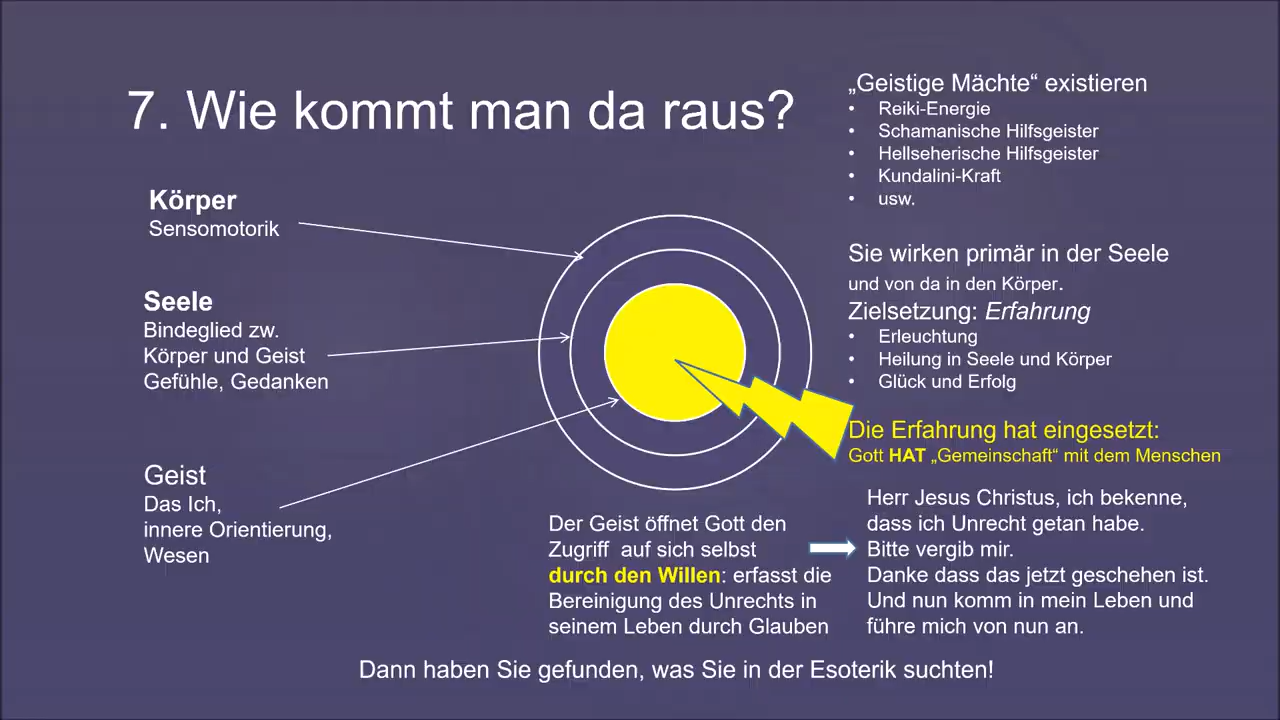 7. Wie kommt man da raus?
Körper
Sensomotorik
Seele
Bindeglied zw.
Körper und Geist
Gefühle, Gedanken
Geist
Das Ich,
innere Orientierung,
Wesen
„Geistige Mächte“ existieren
• Reiki-Energie
• Schamanische Hilfsgeister
• Hellseherische Hilfsgeister
• Kundalini-Kraft
• usw.
Sie wirken primär in der Seele
und von da in den Körper.
Zielsetzung: Erfahrung
• Erleuchtung
• Heilung in Seele und Körper
• Glück und Erfolg
Die Erfahrung hat eingesetzt:
Gott HAT „Gemeinschaft“ mit dem Menschen
Der Geist öffnet Gott den
Zugriff auf sich selbst
durch den Willen: erfasst die
Bereinigung des Unrechts in
seinem Leben durch Glauben
Herr Jesus Christus, ich bekenne,
dass ich Unrecht getan habe.
Bitte vergib mir.
Danke dass das jetzt geschehen ist.
Und nun komm in mein Leben und
führe mich von nun an.
Dann haben Sie gefunden, was Sie in der Esoterik suchten!